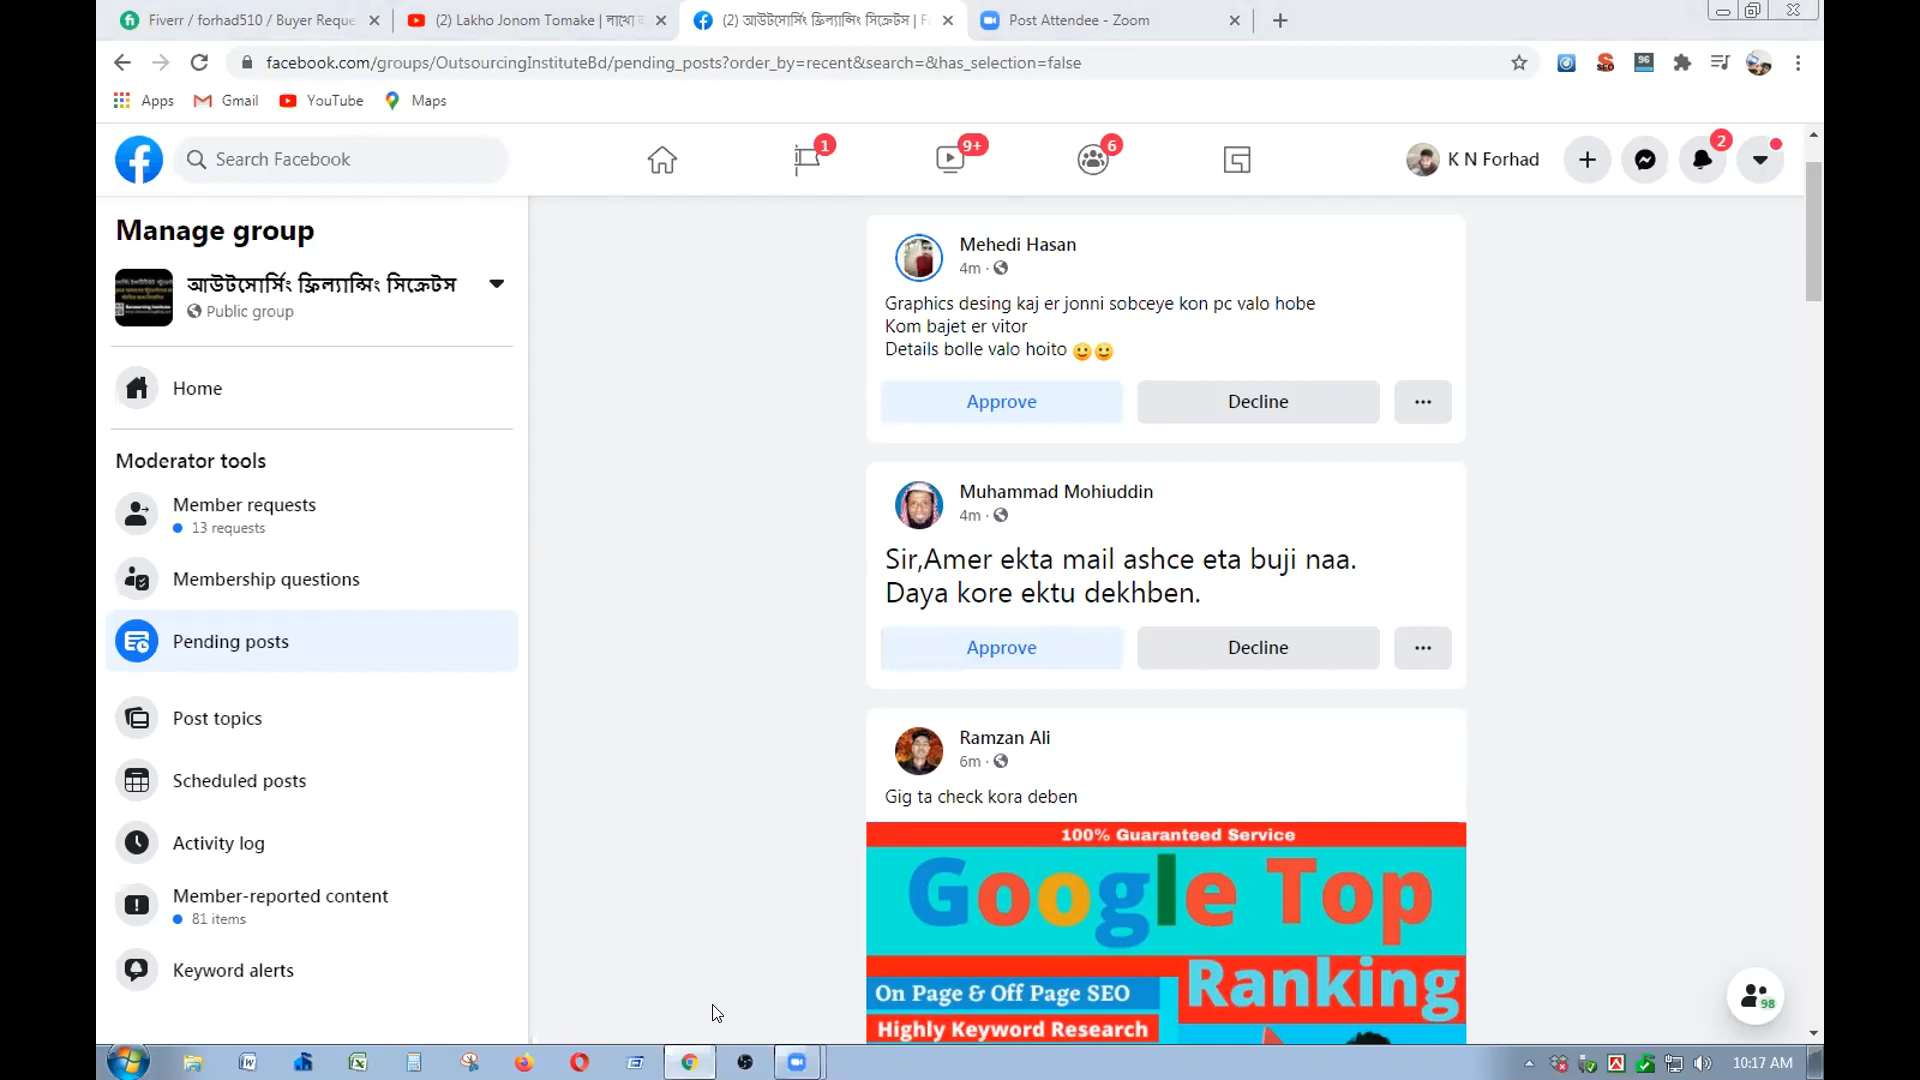 Fiverr / forhad510 / Buyer Reque
(2) Lakho Jonom Tomake | লাখো
(2) আউটসোর্সিং ফ্রিল্যান্সিং সিক্রেটস | F
Post Attendee - Zoom
facebook.com/groups/OutsourcingInstituteBd/pending_posts?order_by=recent&search=&has_selection=false
SEO
96
Apps
Gmail
YouTube
Maps
Search Facebook
1
9+
6
K N Forhad
2
Manage group
আউটসোর্সিং ফ্রিল্যান্সিং সিক্রেটস
Public group
Home
Moderator tools
Member requests
13 requests
Membership questions
Pending posts
Post topics
Scheduled posts
Activity log
Member-reported content
81 items
Keyword alerts
Mehedi Hasan
4m ·
Graphics desing kaj er jonni sobceye kon pc valo hobe
Kom bajet er vitor
Details bolle valo hoito
Approve
Decline
Muhammad Mohiuddin
4m ·
Sir,Amer ekta mail ashce eta buji naa.
Daya kore ektu dekhben.
Approve
Decline
Ramzan Ali
6m ·
Gig ta check kora deben
100% Guaranteed Service
Google Top
Ranking
On Page & Off Page SEO
Highly Keyword Research
98
10:17 AM